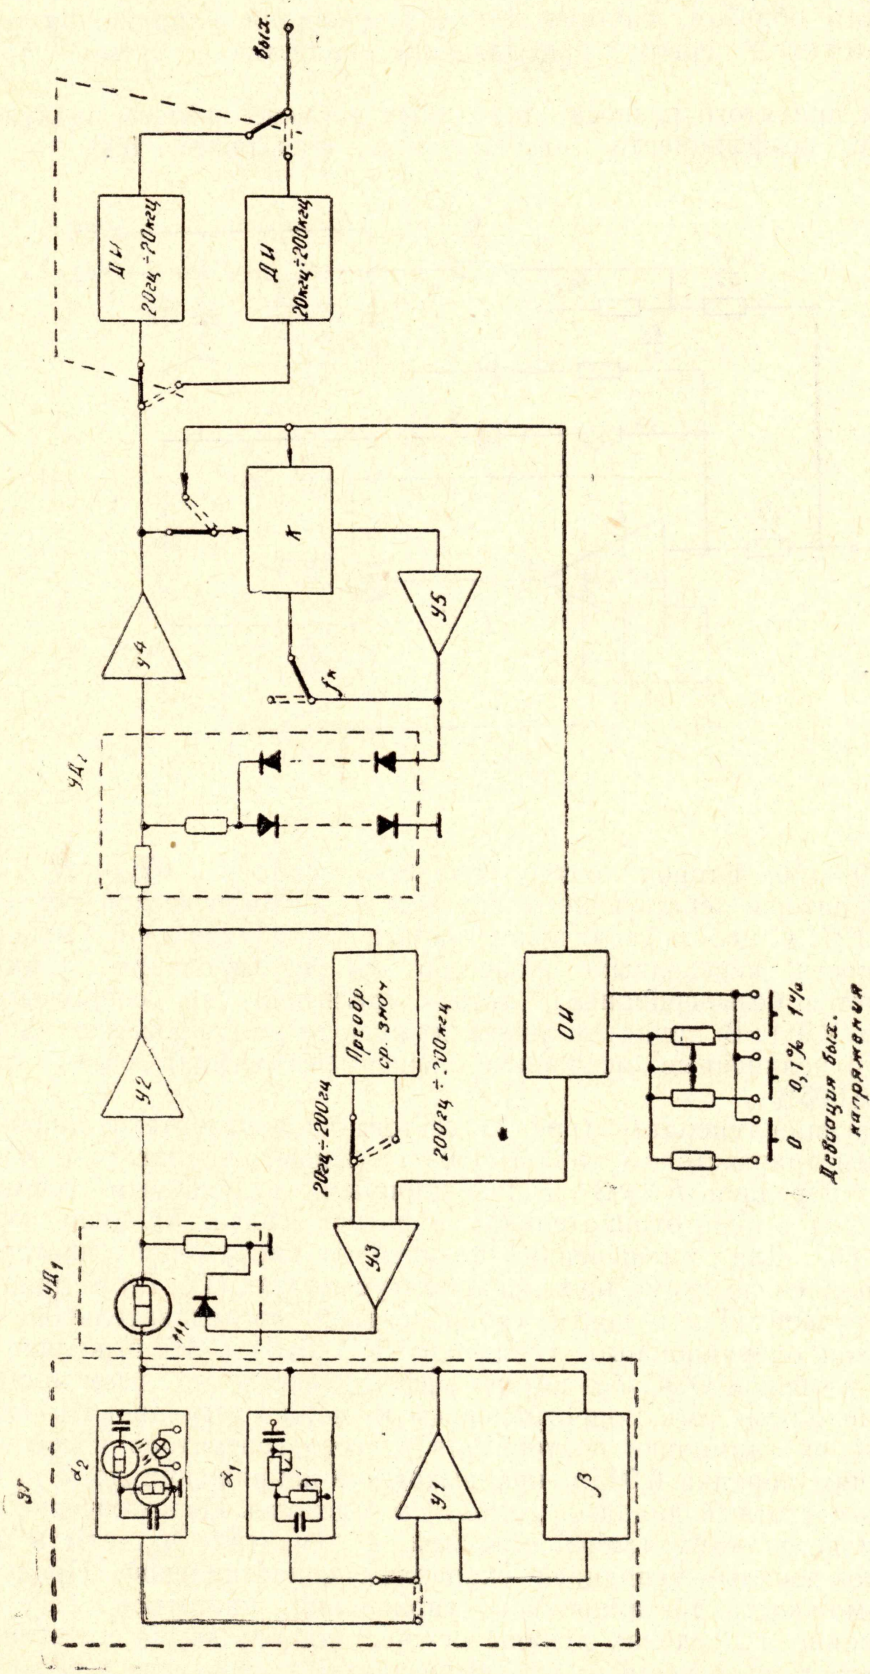 Вых.
ДИ
20гц÷20кгц
ДИ
20кгц÷200кгц
К
У4
У5
fк
УД2
У2
Преобр.
ср. знач
20гц÷200гц
200гц÷200кгц
ОИ
0
0,1%
1%
Девиация вых.
напряжения
УД1
У3
УГ
α2
α1
У1
β